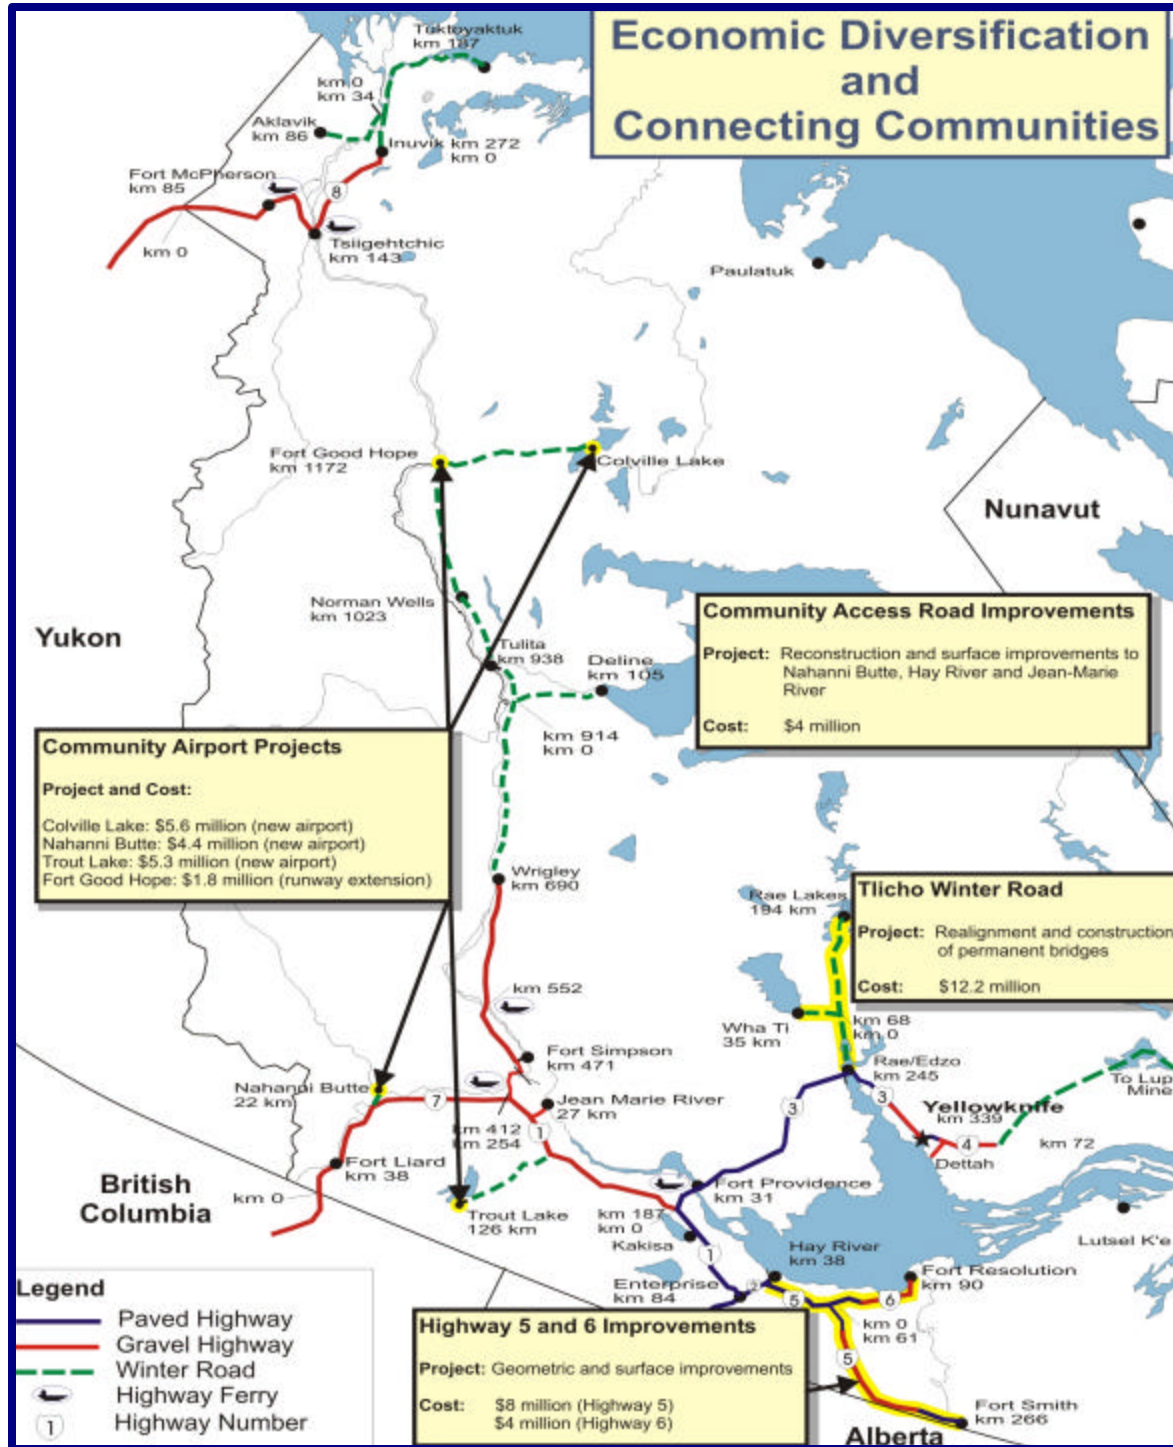 Economic Diversification
and
Connecting Communities
Tuktoyaktuk
km 187
km 0
km 34
Aklavik
km 86
Inuvik km 272
km 0
Fort McPherson
km 85
8
km 0
Tsiigehtchic
km 143
Paulatuk
Fort Good Hope
km 1172
Colville Lake
Nunavut
Norman Wells
km 1023
Yukon
Tulita
km 938
Deline
km 105
km 914
km 0
Community Access Road Improvements
Project: Reconstruction and surface improvements to
Nahanni Butte, Hay River and Jean-Marie
River
Cost: $4 million
Community Airport Projects
Project and Cost:
Colville Lake: $5.6 million (new airport)
Nahanni Butte: $4.4 million (new airport)
Trout Lake: $5.3 million (new airport)
Fort Good Hope: $1.8 million (runway extension)
Wrigley
km 690
Rae Lakes
194 km
Tlicho Winter Road
Project: Realignment and construction
of permanent bridges
Cost: $12.2 million
km 552
Wha Ti
35 km
km 68
km 0
Fort Simpson
km 471
Rae/Edzo
km 245
To Lup
Mine
Nahanni Butte
22 km
7
Jean Marie River
27 km
3
3
Yellowknife
km 339
km 412
km 254
1
4
km 72
Dettah
Fort Liard
km 38
km 0
British
Columbia
Fort Providence
km 31
Trout Lake
126 km
km 187
km 0
Kakisa
1
Lutsel K'e
Hay River
km 38
Fort Resolution
km 90
Enterprise
km 84
2
5
6
km 0
km 61
5
Legend
Paved Highway
Gravel Highway
Winter Road
Highway Ferry
1 Highway Number
Highway 5 and 6 Improvements
Project: Geometric and surface improvements
Cost: $8 million (Highway 5)
$4 million (Highway 6)
Fort Smith
km 266
Alberta